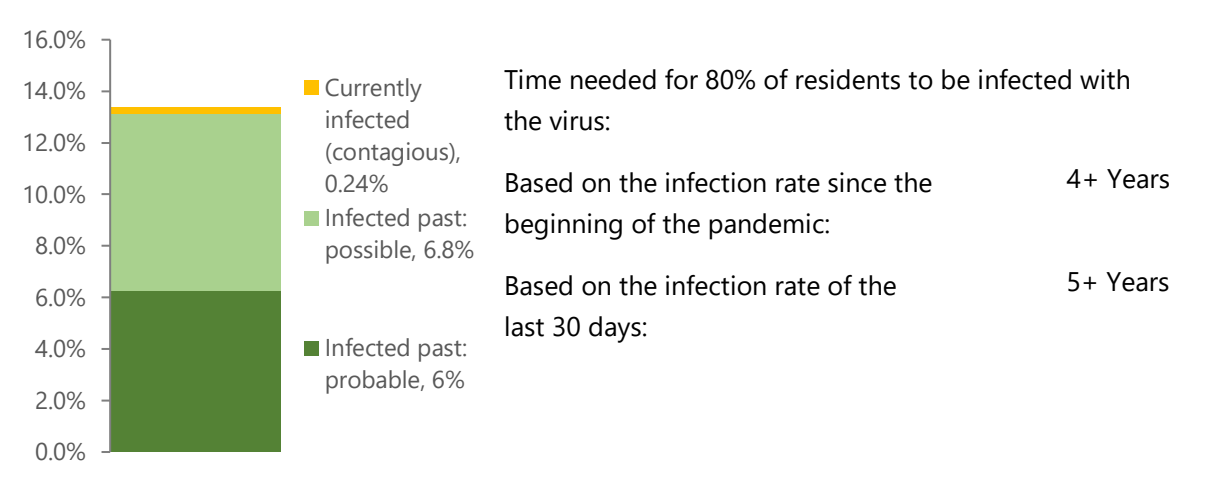 16.0%
14.0%
12.0%
10.0%
8.0%
6.0%
4.0%
2.0%
0.0%
Currently
infected
(contagious),
0.24%
Infected past:
possible, 6.8%
Infected past:
probable, 6%
Time needed for 80% of residents to be infected with
the virus:
Based on the infection rate since the
beginning of the pandemic:
4+ Years
Based on the infection rate of the
last 30 days:
5+ Years